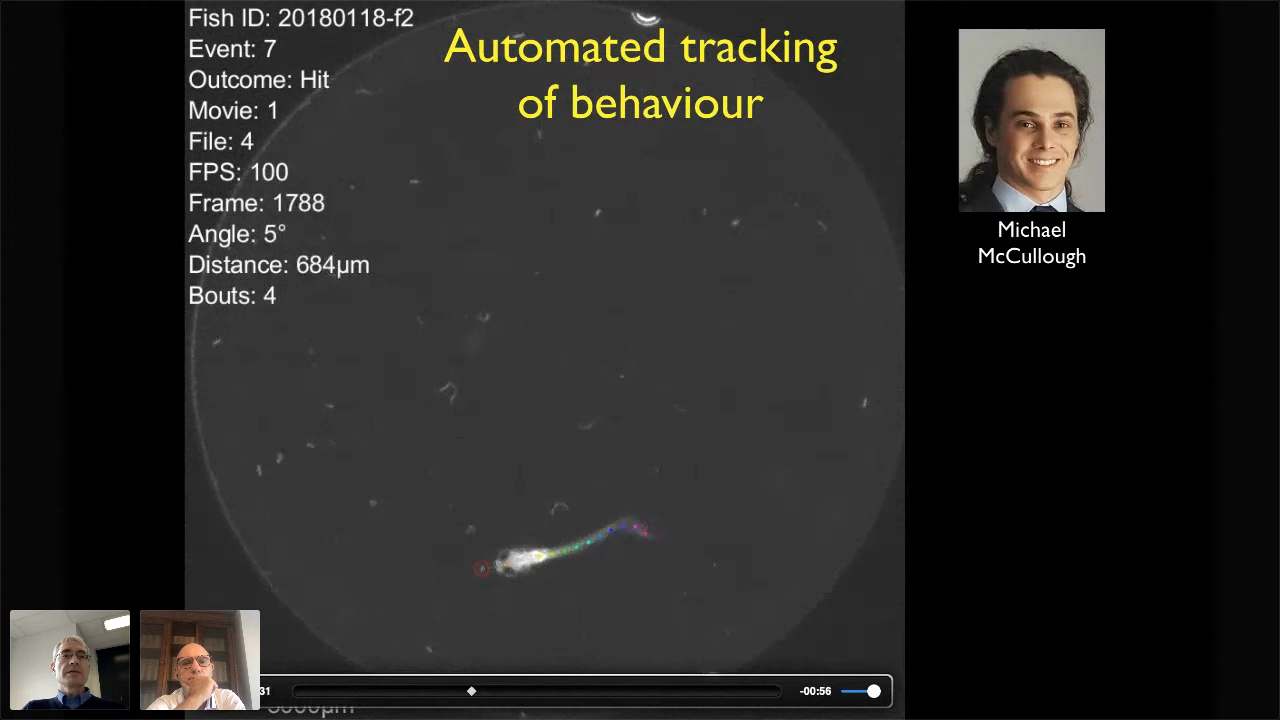 Fish ID: 20180118-f2
Event: 7
Outcome: Hit
Movie: 1
File: 4
FPS: 100
Frame: 1788
Angle: 5°
Distance: 684µm
Bouts: 4
Automated tracking
of behaviour
Michael
McCullough
31
-00:56